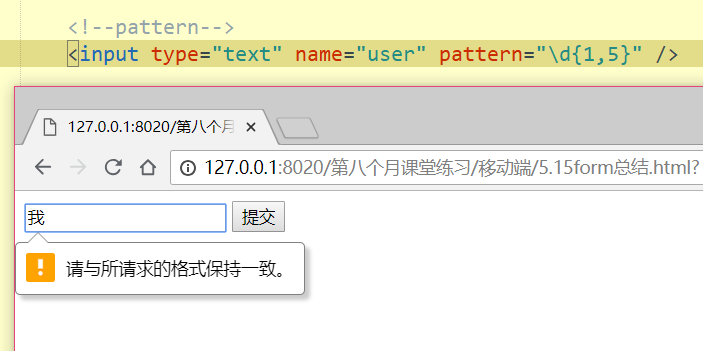 <!--pattern-->
<input type="text" name="user" pattern="\d{1,5}" />
127.0.0.1:8020/第八个月
127.0.0.1:8020/第八个月课堂练习/移动端/5.15form总结.html?
我 提交
请与所请求的格式保持一致。